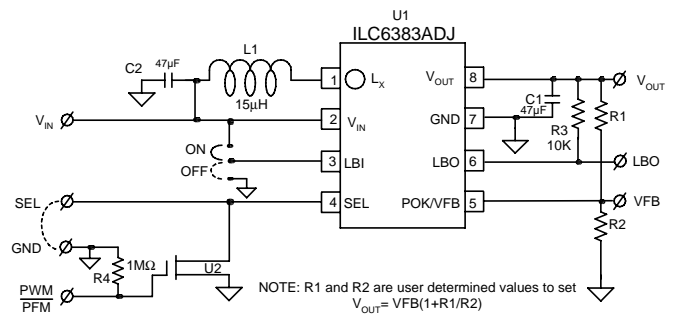 U1
ILC6383ADJ
L1
C2
47µF
15µH
1
LX
VOUT
8
VOUT
C1
47µF
R1
VIN
2
VIN
GND
7
R3
10K
ON
OFF
3
LBI
LBO
6
LBO
SEL
4
SEL
POK/VFB
5
VFB
R2
GND
R4
1MΩ
U2
PWM
PFM
NOTE: R1 and R2 are user determined values to set
VOUT= VFB(1+R1/R2)